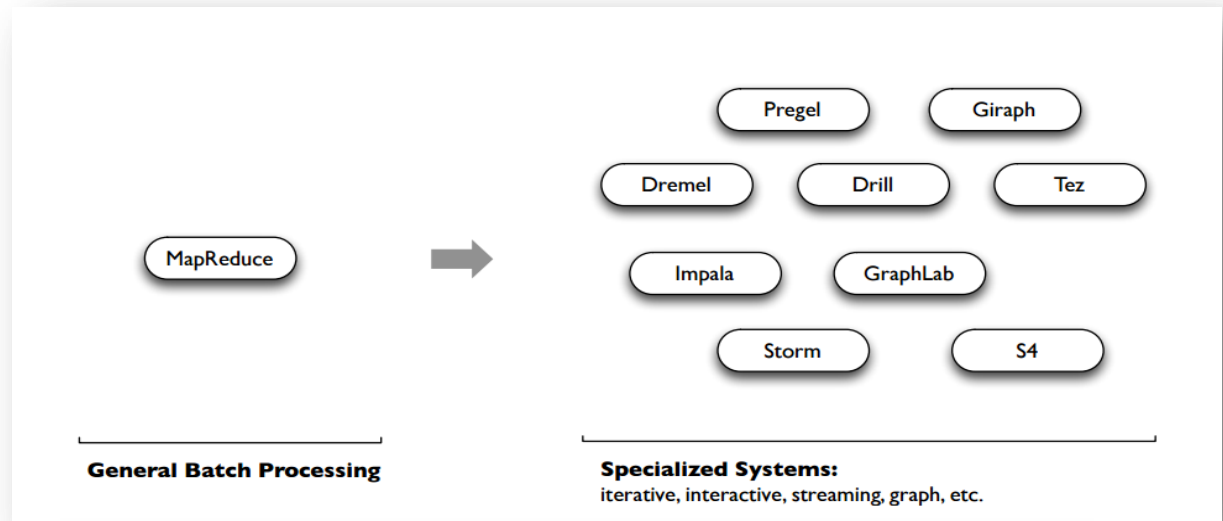 Pregel Giraph
Dremel Drill Tez
MapReduce
Impala GraphLab
Storm S4
General Batch Processing
Specialized Systems:
iterative, interactive, streaming, graph, etc.